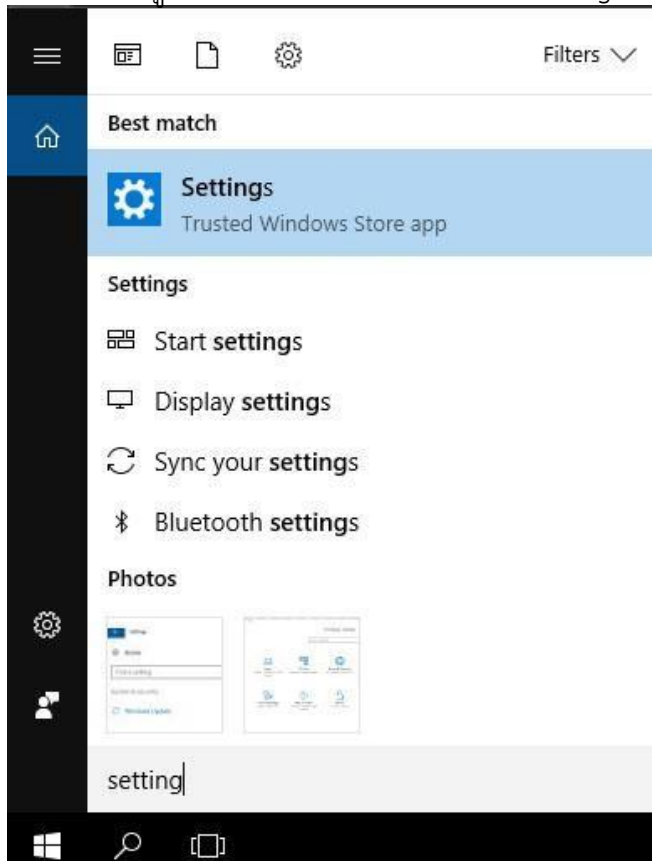 Filters
Best match
Settings
Trusted Windows Store app
Settings
Start settings
Display settings
Sync your settings
Bluetooth settings
Photos
setting